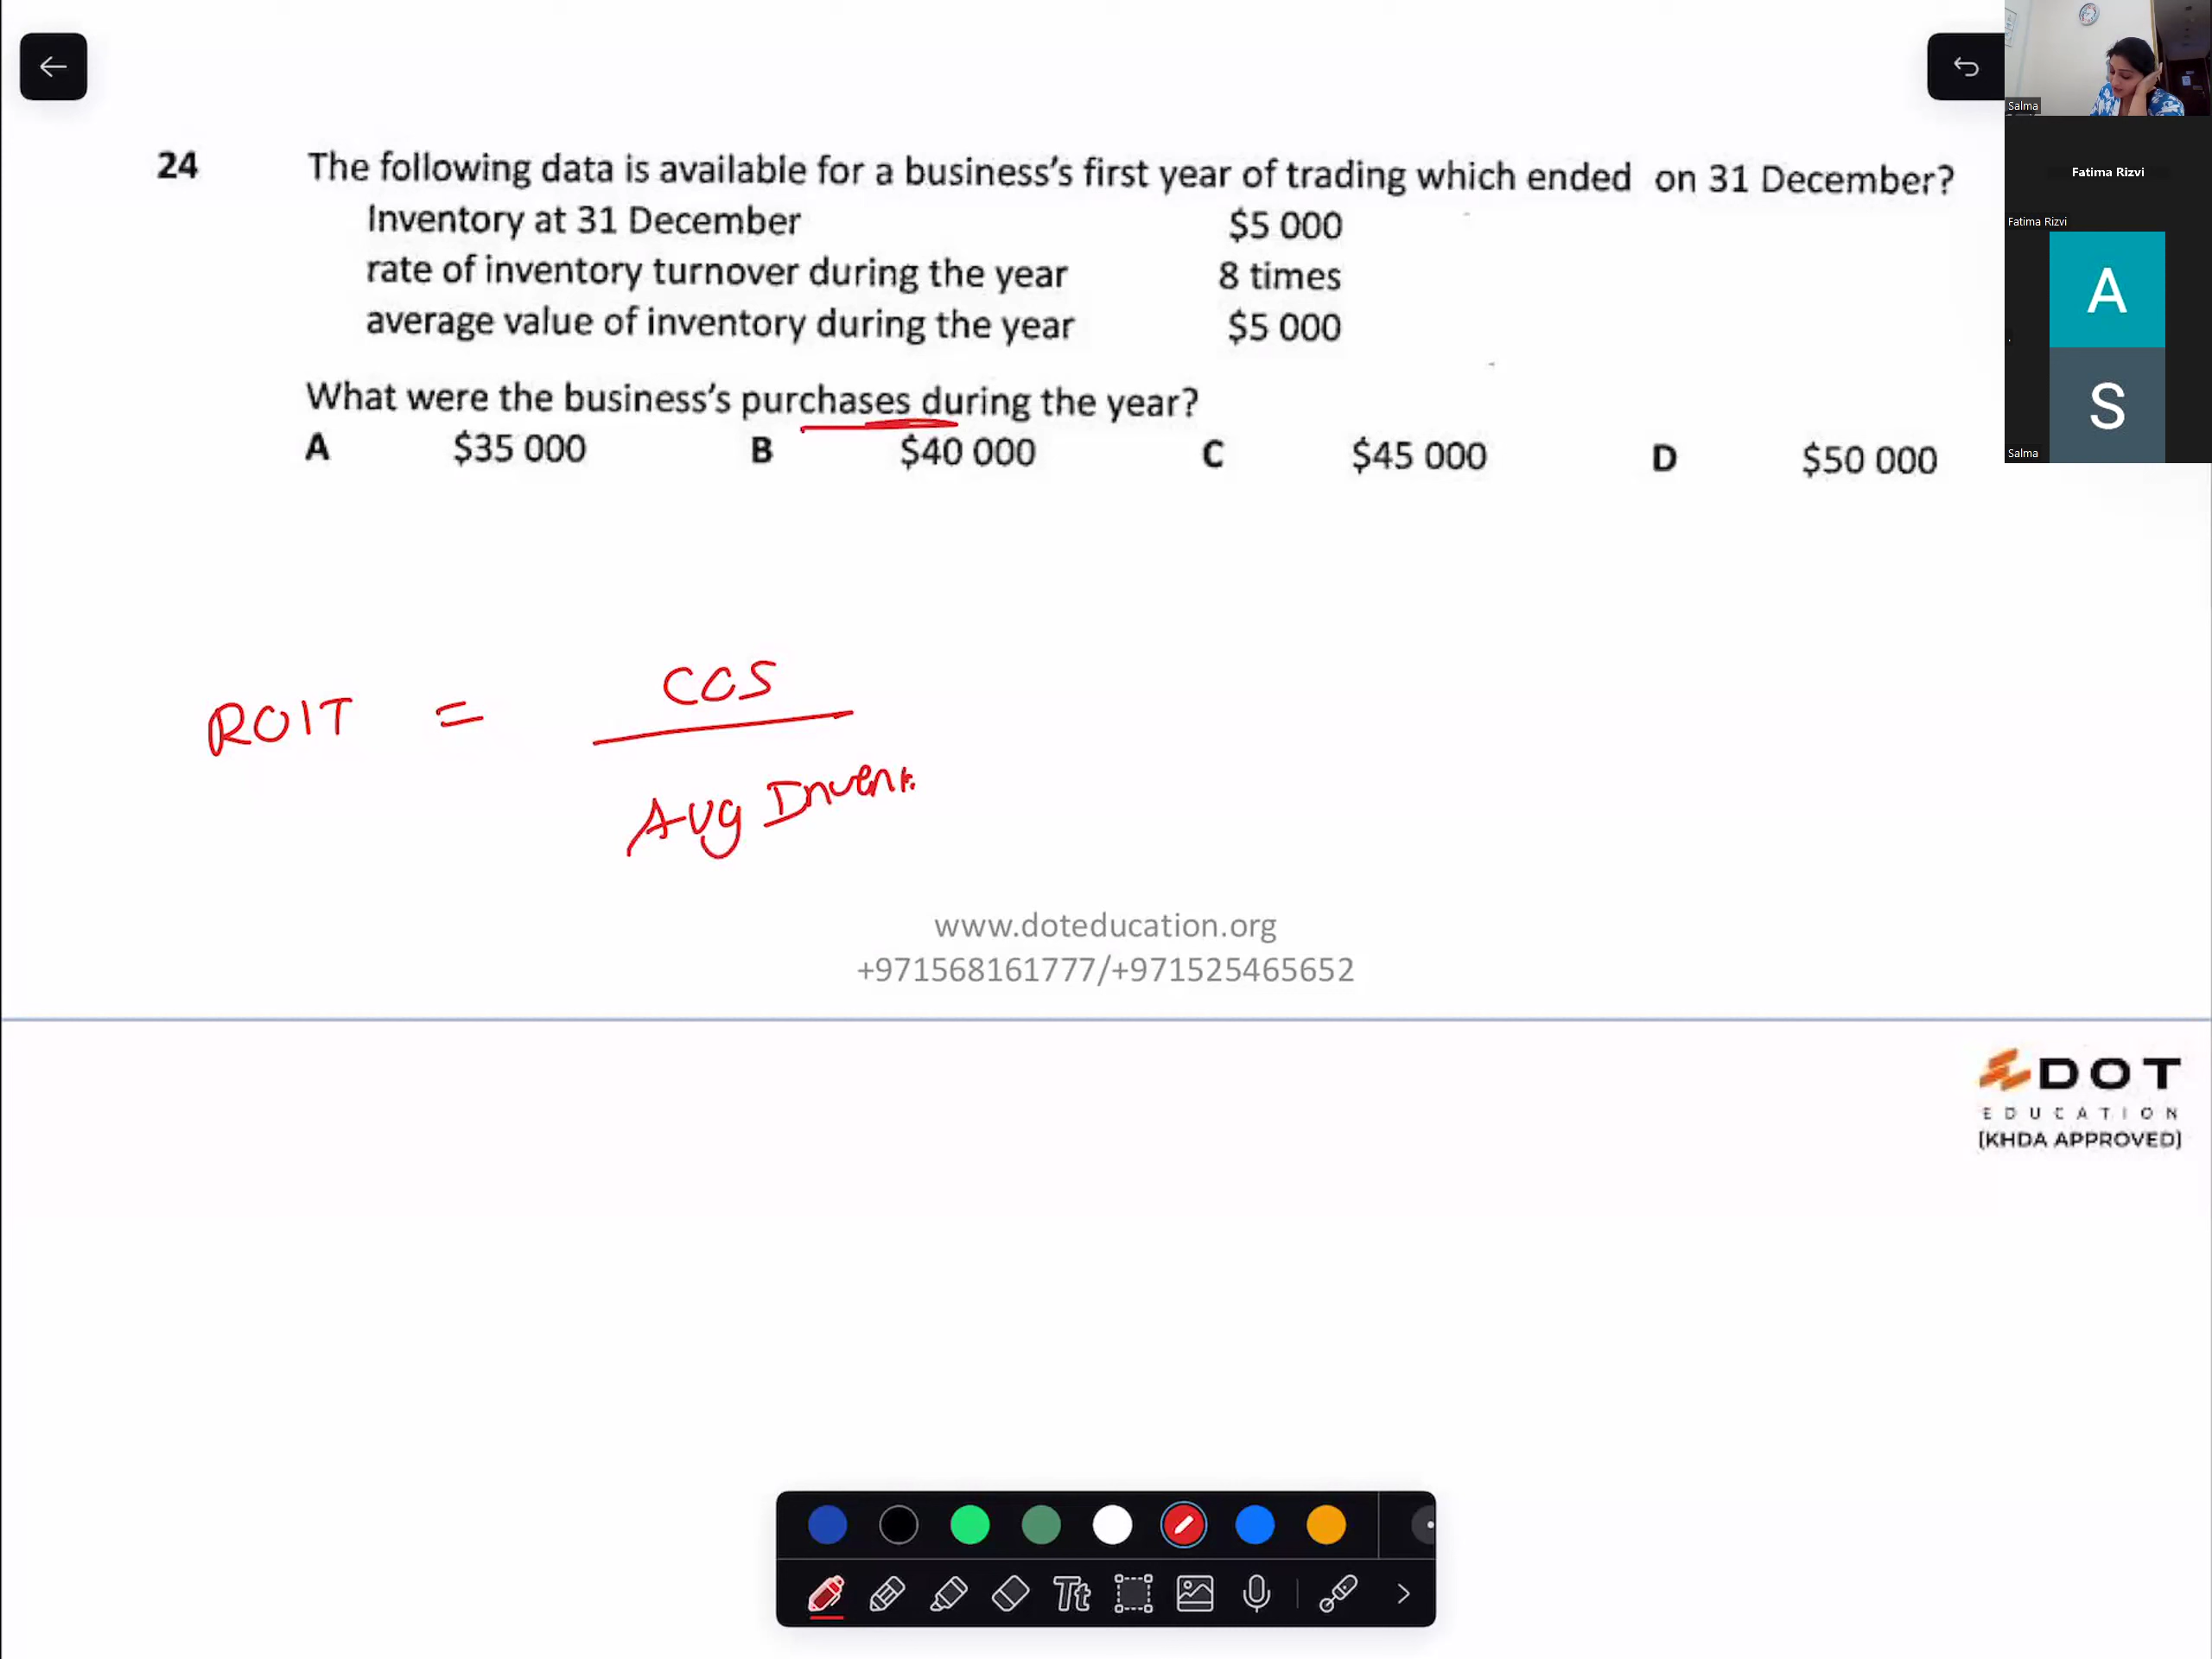 Salma
24 The following data is available for a business's first year of trading which ended on 31 December?
Inventory at 31 December $5 000
rate of inventory turnover during the year 8 times
average value of inventory during the year $5 000
What were the business's purchases during the year?
A $35 000 B $40 000 C $45 000 D $50 000
Fatima Rizvi
Fatima Rizvi
A
S
Salma
ROIT = COS
Avg Invent.
www.doteducation.org
+971568161777/+971525465652
DOT
EDUCATION
(KHDA APPROVED)
Tt